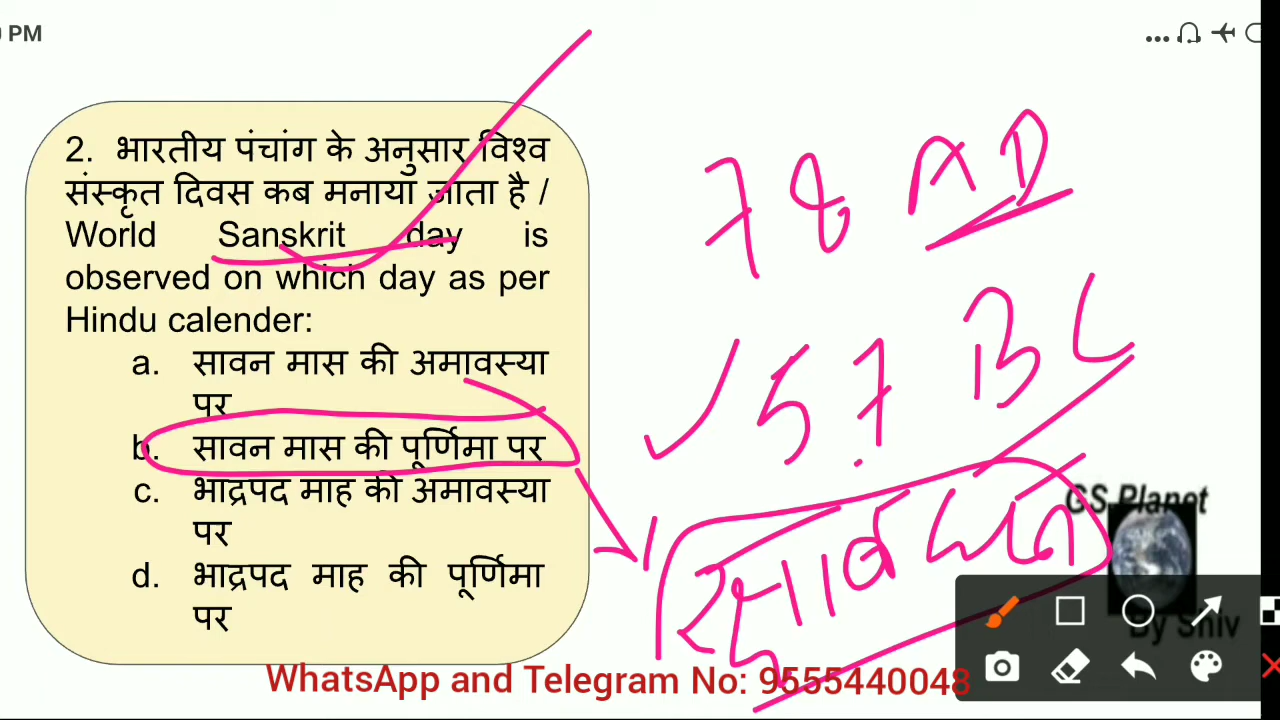 PM
2. भारतीय पंचांग के अनुसार विश्व
संस्कृत दिवस कब मनाया जाता है /
World Sanskrit day is
observed on which day as per
Hindu calender:
a. सावन मास की अमावस्या
पर
b. सावन मास की पूर्णिमा पर
c. भाद्रपद माह की अमावस्या
पर
d. भाद्रपद माह की पूर्णिमा
पर
78 AD
57 BC
GS Planet
By Shiv
WhatsApp and Telegram No: 9555440048